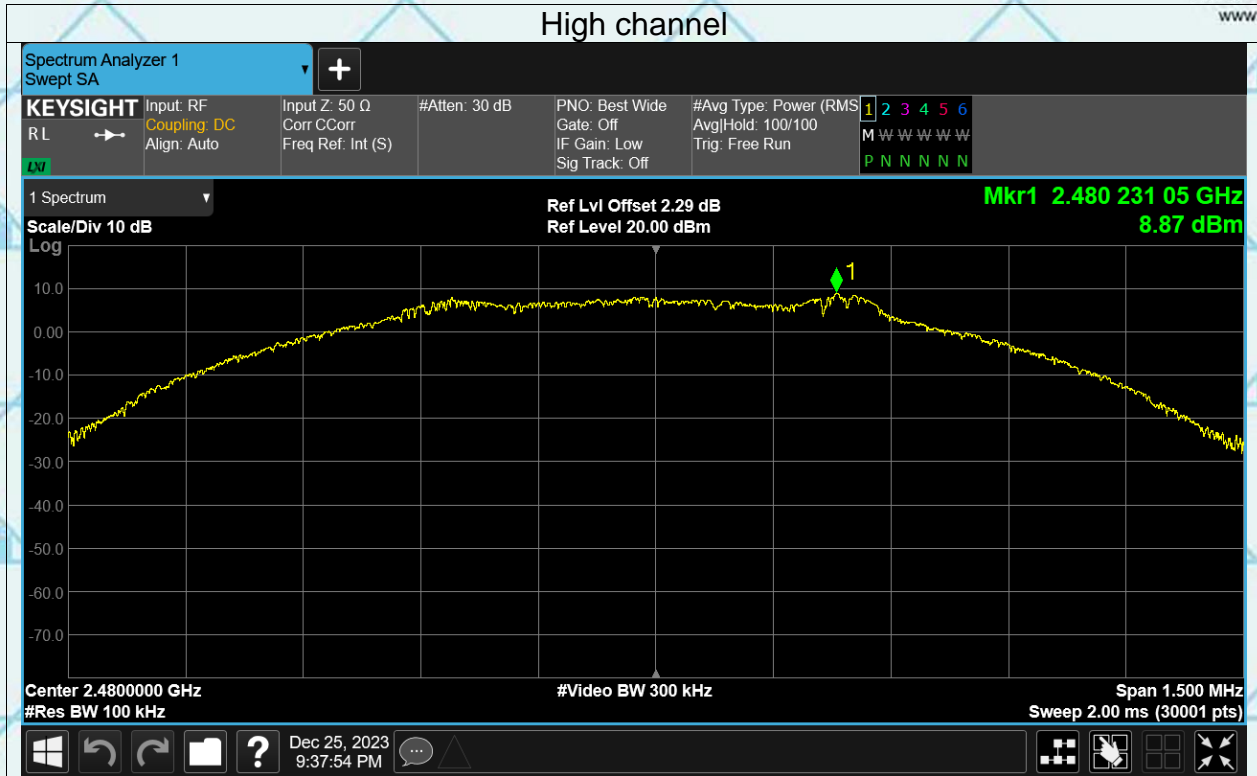 High channel
www
Spectrum Analyzer 1
Swept SA
KEYSIGHT
R L
LXI
Input: RF
Coupling: DC
Align: Auto
Input Z: 50 Ω
Corr CCorr
Freq Ref: Int (S)
#Atten: 30 dB
PNO: Best Wide
Gate: Off
IF Gain: Low
Sig Track: Off
#Avg Type: Power (RMS
Avg|Hold: 100/100
Trig: Free Run
1 2 3 4 5 6
M W W W W W
P N N N N N
1 Spectrum
Scale/Div 10 dB
Ref Lvl Offset 2.29 dB
Ref Level 20.00 dBm
Mkr1 2.480 231 05 GHz
8.87 dBm
Log
1
10.0
0.00
-10.0
-20.0
-30.0
-40.0
-50.0
-60.0
-70.0
Center 2.4800000 GHz
#Res BW 100 kHz
#Video BW 300 kHz
Span 1.500 MHz
Sweep 2.00 ms (30001 pts)
?
Dec 25, 2023
9:37:54 PM